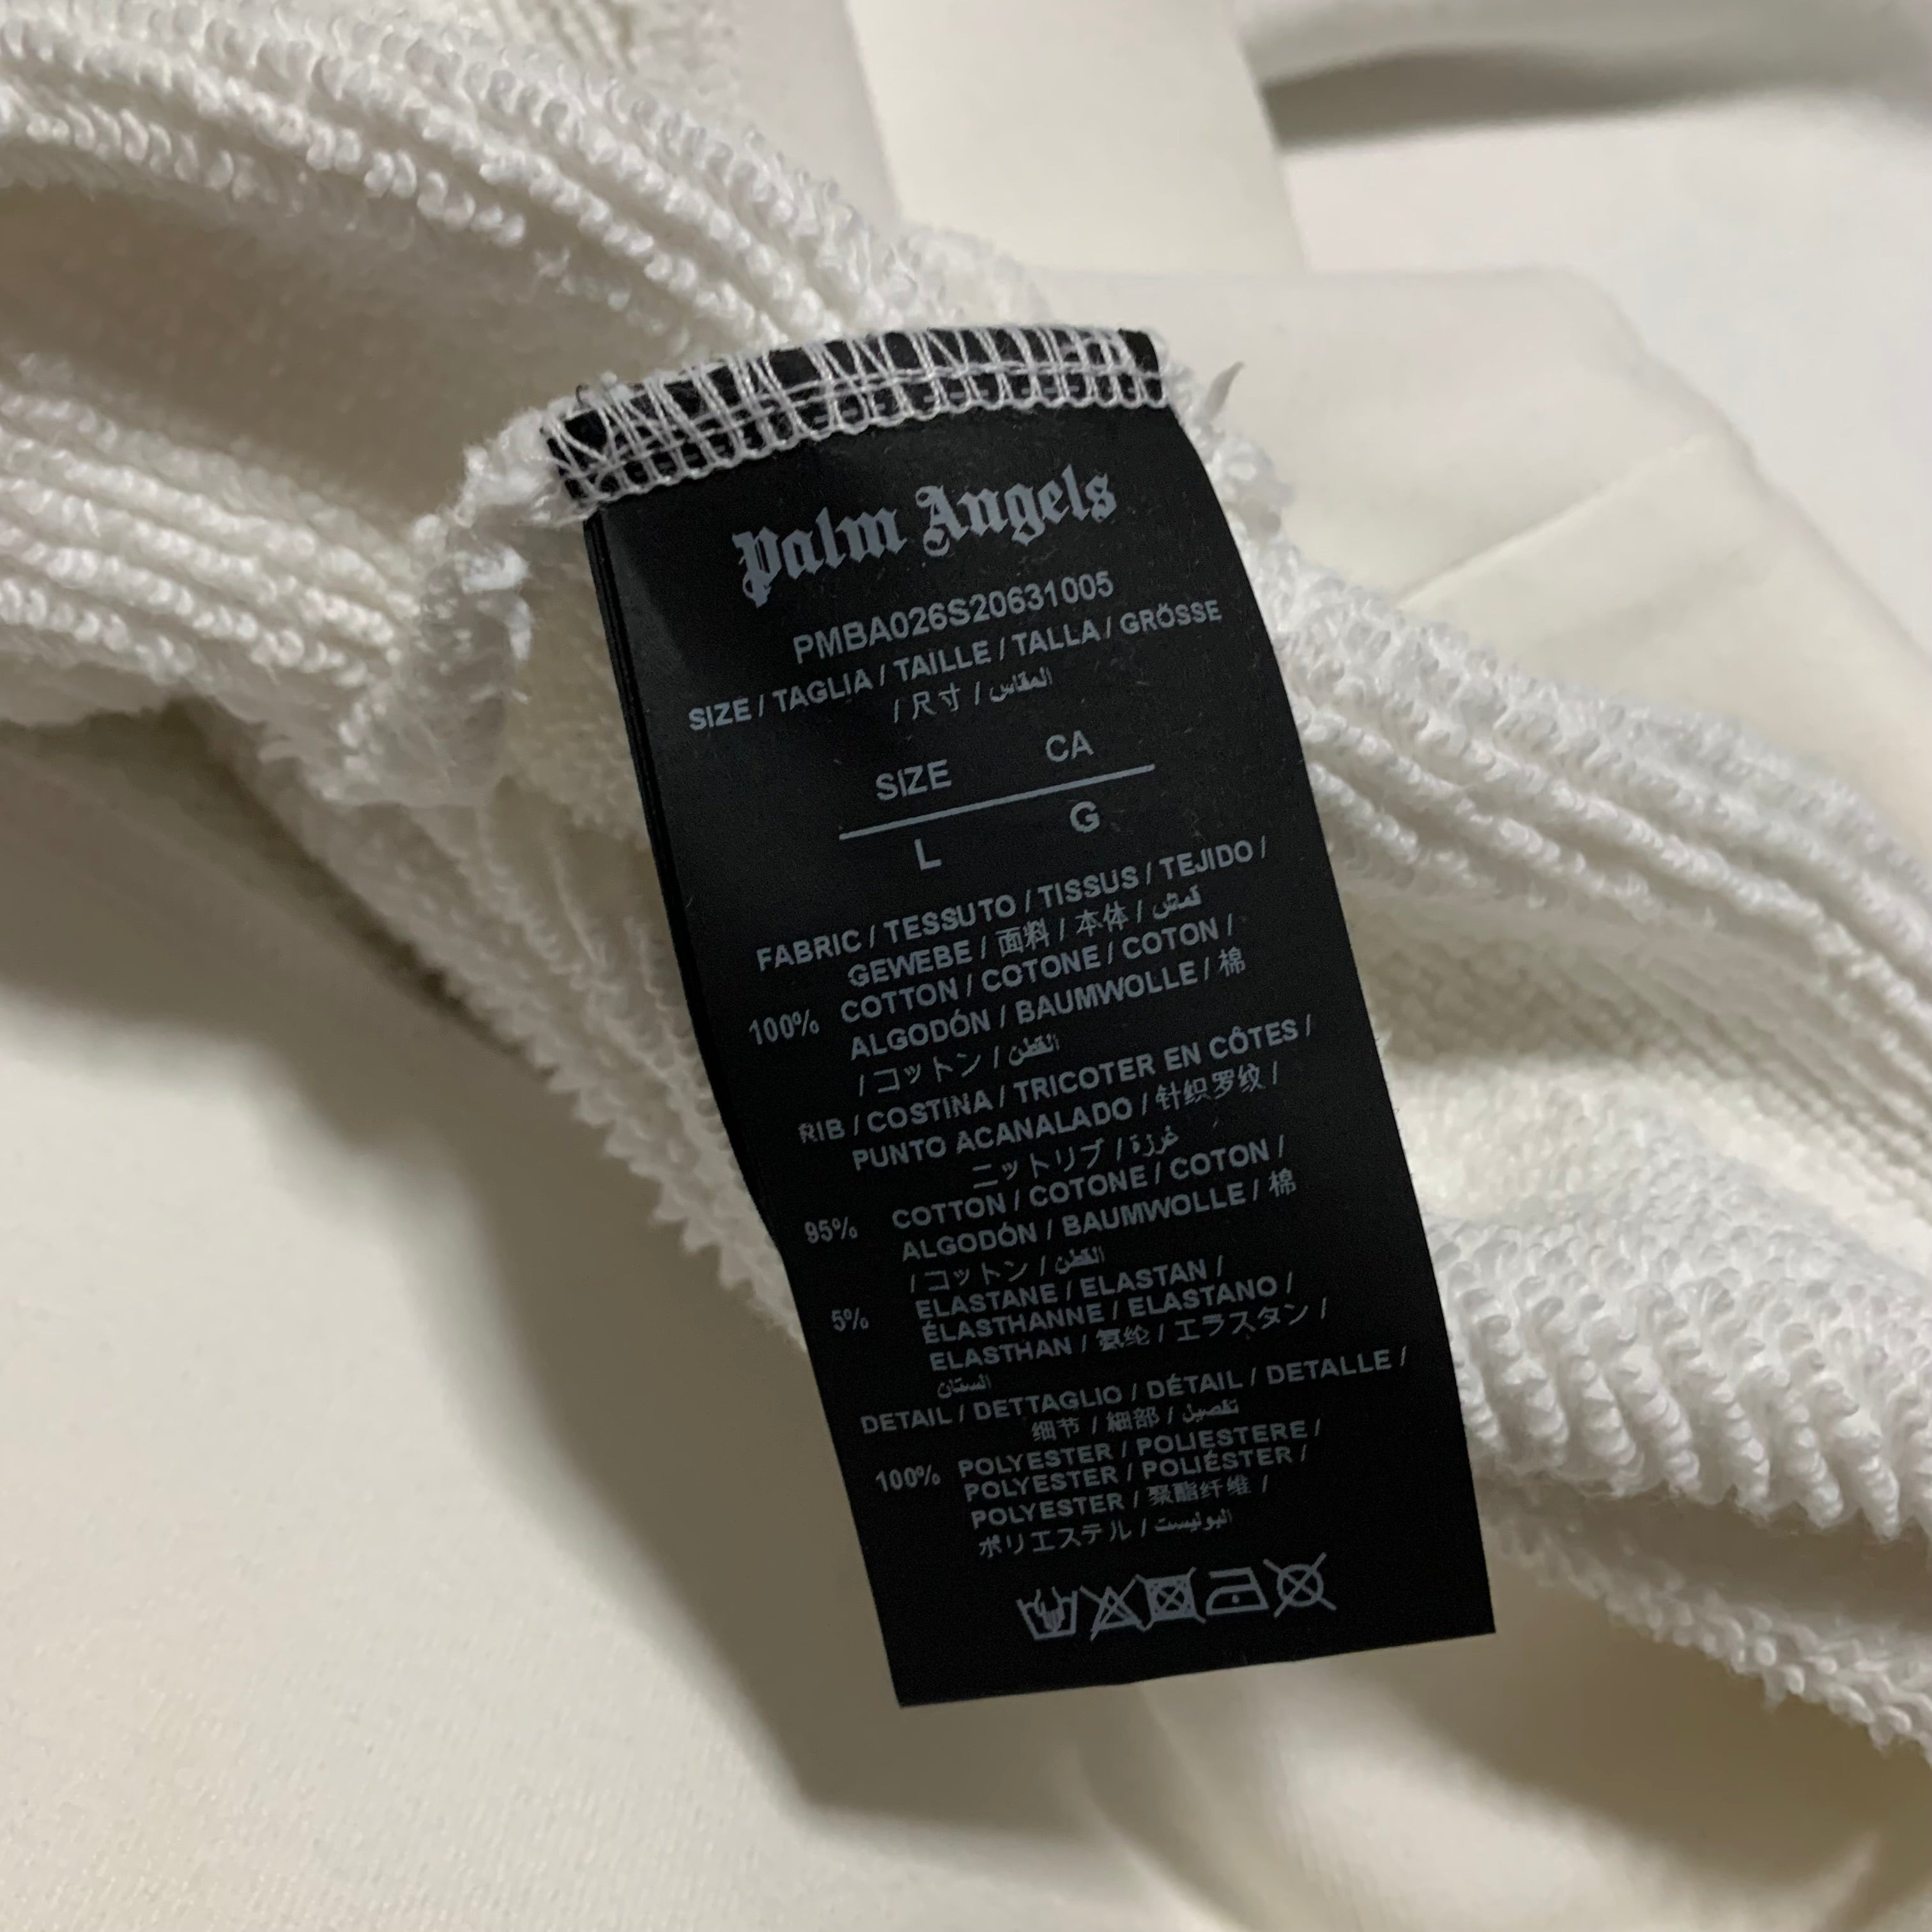 Palm Angels
PMBA026S20631005
SIZE / TAGLIA / TAILLE / TALLA / GRÖSSE
/ 尺寸 / المقاس
SIZE CA
L G
FABRIC / TESSUTO / TISSUS / TEJIDO /
GEWEBE / 面料 / 本体 / كمش
100% COTTON / COTONE / COTON /
ALGODÓN / BAUMWOLLE / 棉
/ コットン / القطن
RIB / COSTINA / TRICOTER EN CÔTES /
PUNTO ACANALADO / 针织罗纹 /
ニットリブ / غرزة
95% COTTON / COTONE / COTON /
ALGODÓN / BAUMWOLLE / 棉
/ コットン / القطن
5% ELASTANE / ELASTAN /
ÉLASTHANNE / ELASTANO /
ELASTHAN / 氨纶 / エラスタン /
الستان
DETAIL / DETTAGLIO / DÉTAIL / DETALLE /
细节 / 細部 / تفصيل
100% POLYESTER / POLIESTERE /
POLYESTER / POLIÉSTER /
POLYESTER / 聚酯纤维 /
ポリエステル / البوليست